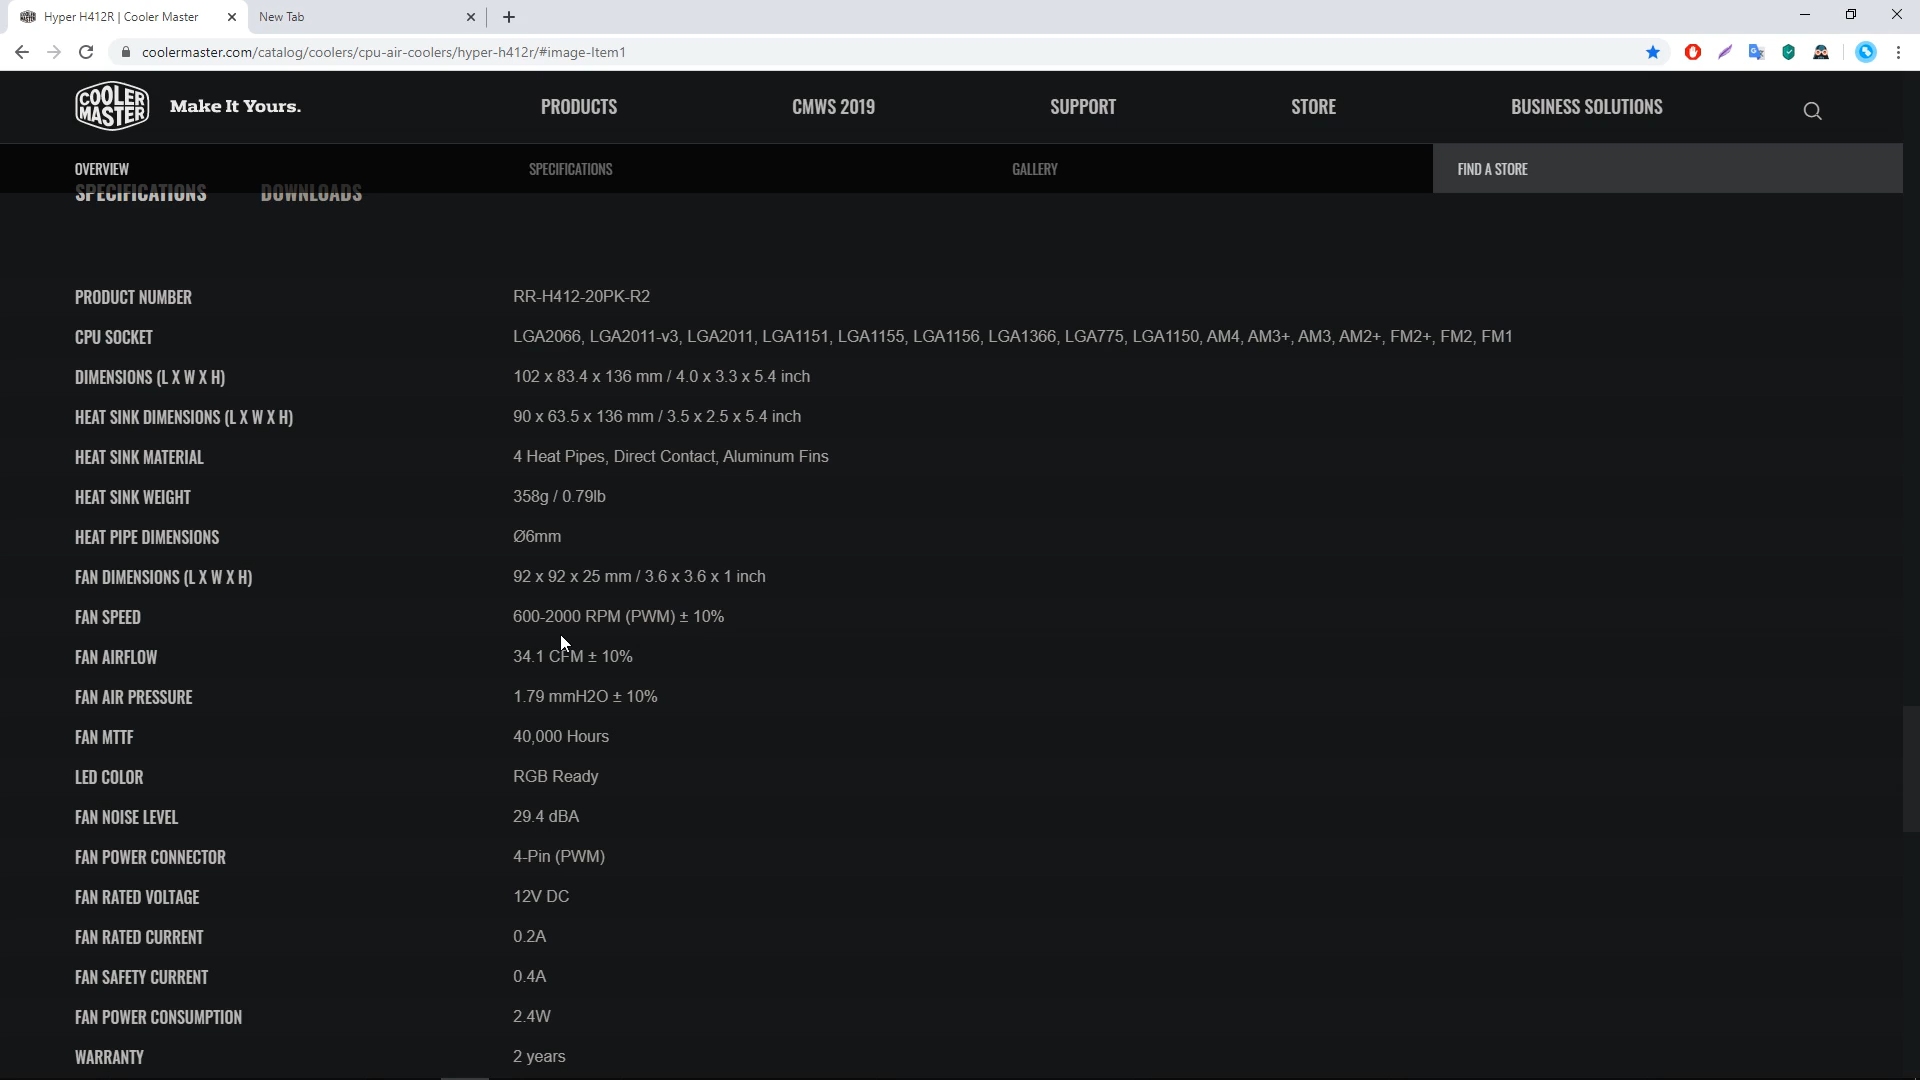 Hyper H412R | Cooler Master
New Tab
coolermaster.com/catalog/coolers/cpu-air-coolers/hyper-h412r/#image-Item1
COOLER MASTER
Make It Yours.
PRODUCTS
CMWS 2019
SUPPORT
STORE
BUSINESS SOLUTIONS
OVERVIEW
SPECIFICATIONS
GALLERY
FIND A STORE
SPECIFICATIONS
DOWNLOADS
PRODUCT NUMBER RR-H412-20PK-R2
CPU SOCKET LGA2066, LGA2011-v3, LGA2011, LGA1151, LGA1155, LGA1156, LGA1366, LGA775, LGA1150, AM4, AM3+, AM3, AM2+, FM2+, FM2, FM1
DIMENSIONS (L X W X H) 102 x 83.4 x 136 mm / 4.0 x 3.3 x 5.4 inch
HEAT SINK DIMENSIONS (L X W X H) 90 x 63.5 x 136 mm / 3.5 x 2.5 x 5.4 inch
HEAT SINK MATERIAL 4 Heat Pipes, Direct Contact, Aluminum Fins
HEAT SINK WEIGHT 358g / 0.79lb
HEAT PIPE DIMENSIONS Ø6mm
FAN DIMENSIONS (L X W X H) 92 x 92 x 25 mm / 3.6 x 3.6 x 1 inch
FAN SPEED 600-2000 RPM (PWM) ± 10%
FAN AIRFLOW 34.1 CFM ± 10%
FAN AIR PRESSURE 1.79 mmH2O ± 10%
FAN MTTF 40,000 Hours
LED COLOR RGB Ready
FAN NOISE LEVEL 29.4 dBA
FAN POWER CONNECTOR 4-Pin (PWM)
FAN RATED VOLTAGE 12V DC
FAN RATED CURRENT 0.2A
FAN SAFETY CURRENT 0.4A
FAN POWER CONSUMPTION 2.4W
WARRANTY 2 years